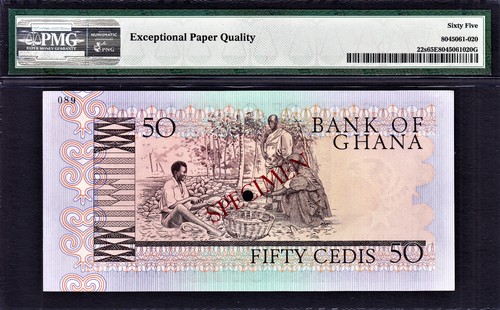 PMG
PAPER MONEY GUARANTY
NUMISMATIC
PNG
Exceptional Paper Quality
Sixty Five
8045061-020
22s65E8045061020G
089
50
BANK OF
GHANA
SPECIMEN
FIFTY CEDIS 50